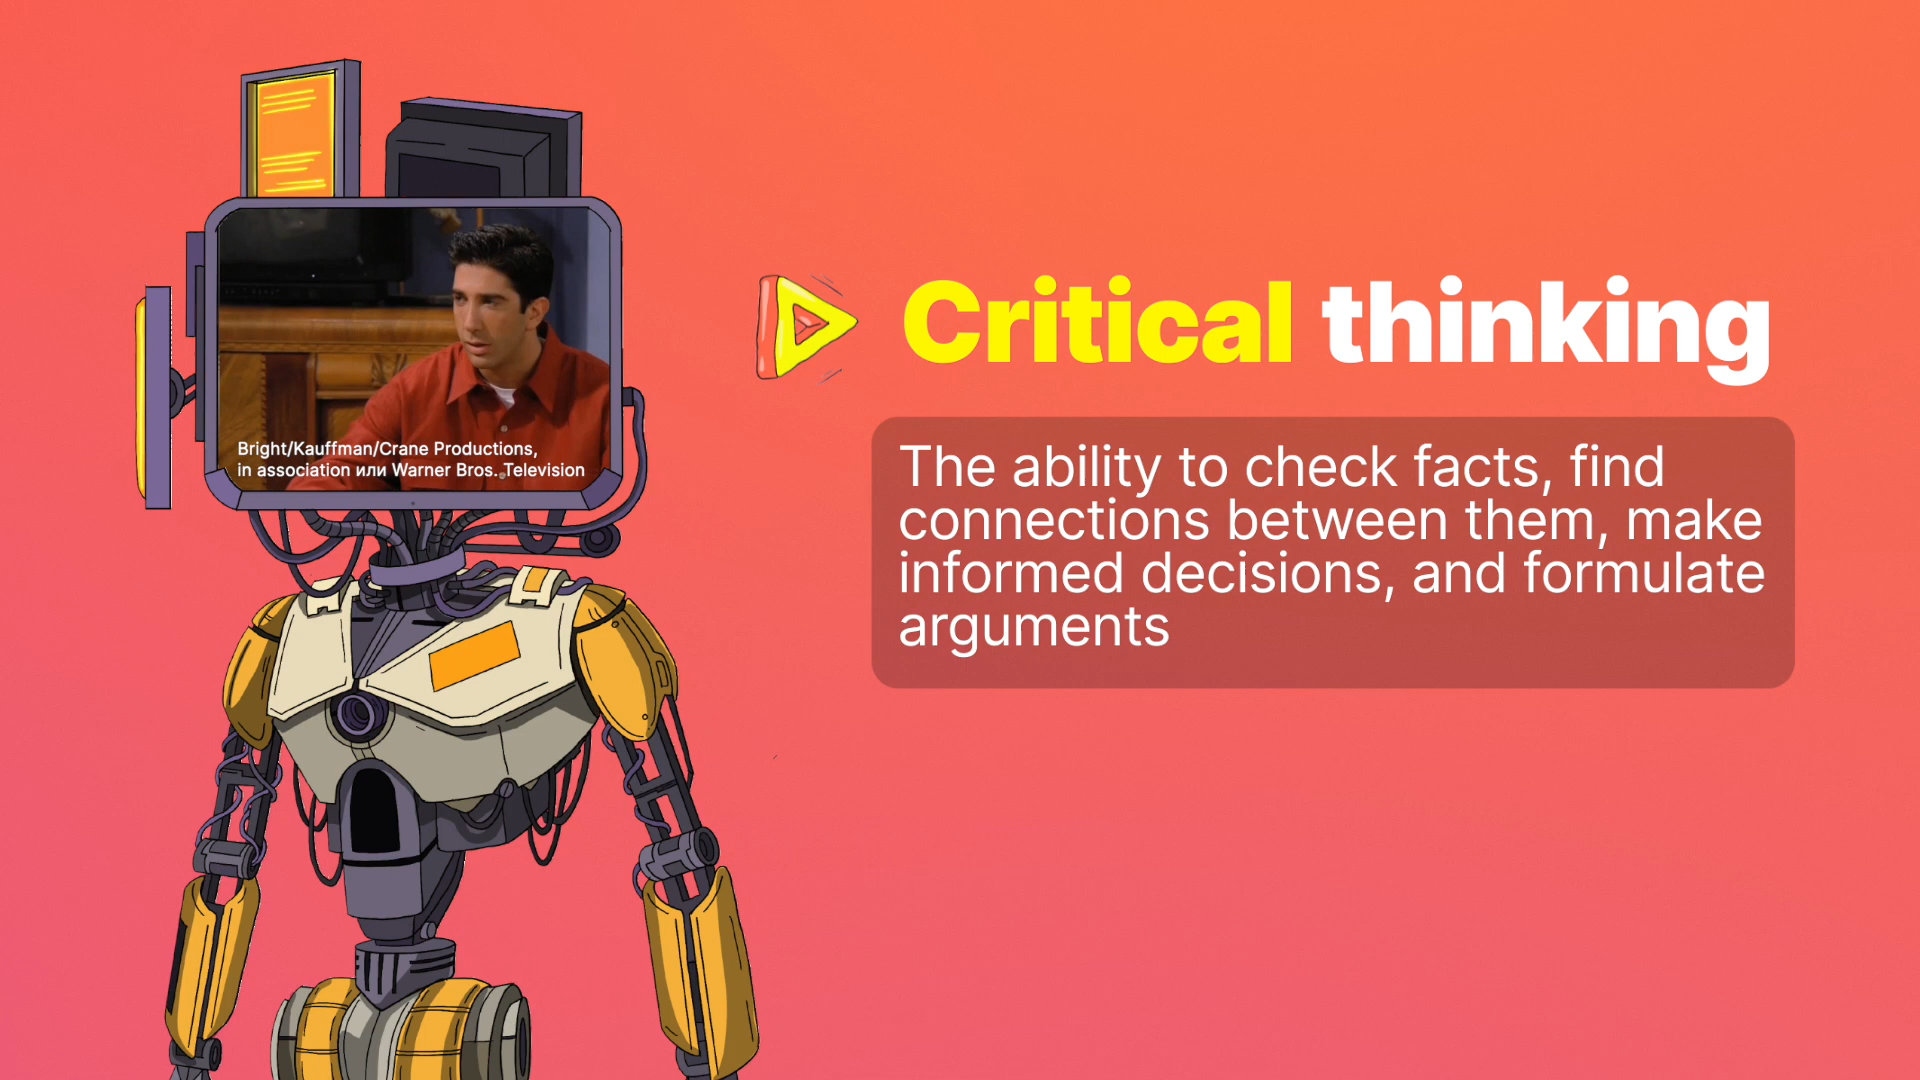 Bright/Kauffman/Crane Productions,
in association или Warner Bros. Television
Critical thinking
The ability to check facts, find
connections between them, make
informed decisions, and formulate
arguments